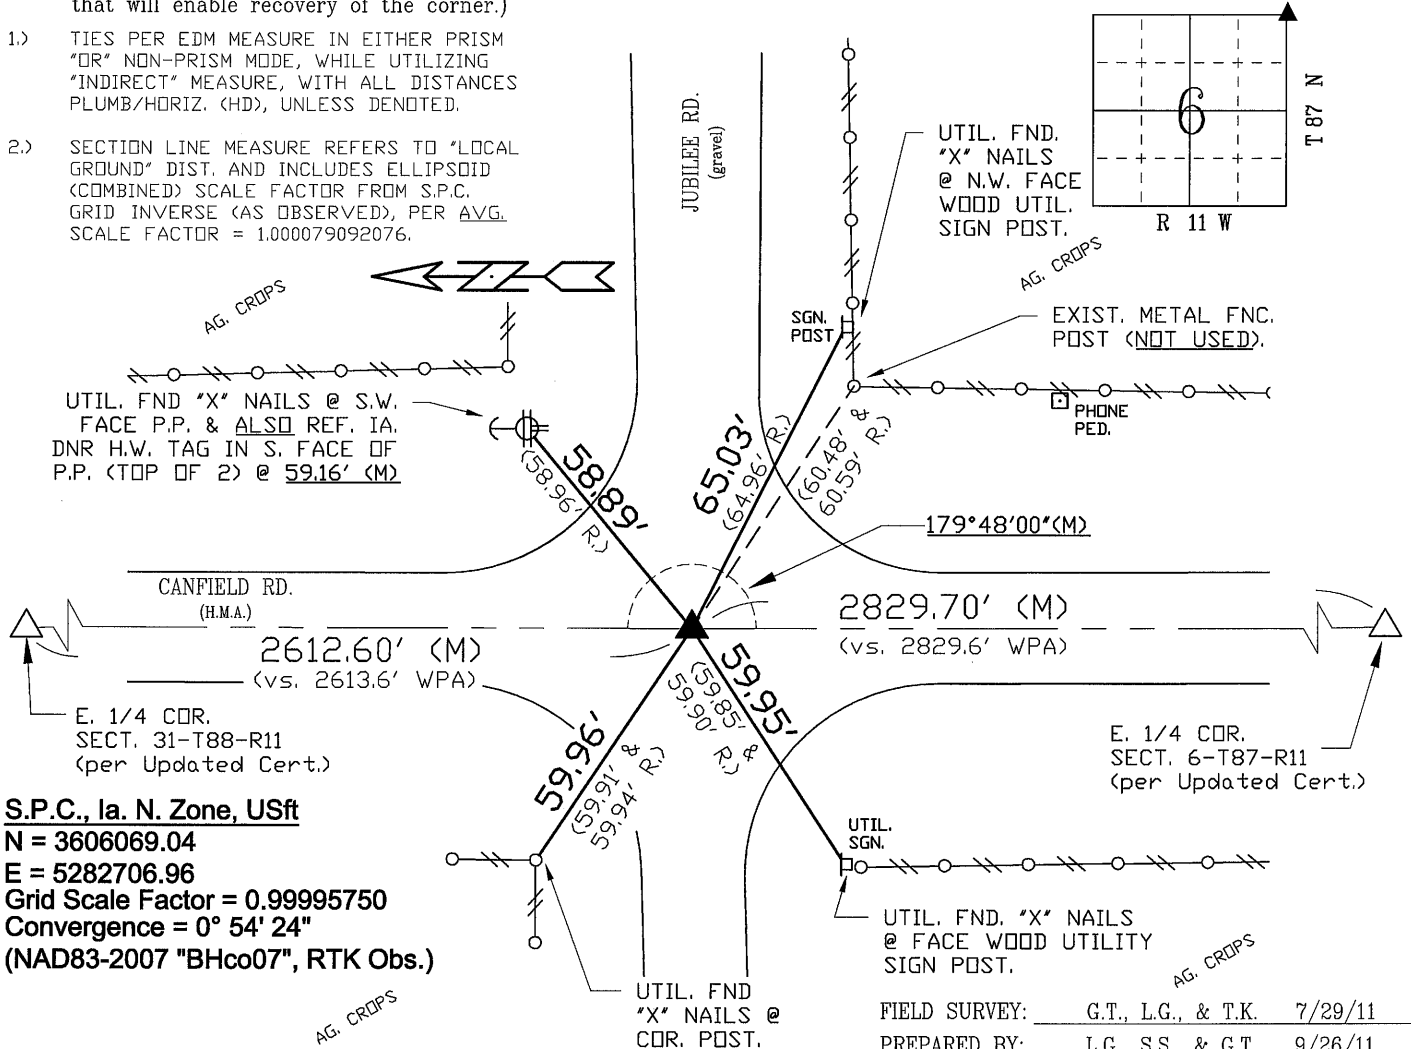 that will enable recovery of the corner.)
1.) TIES PER EDM MEASURE IN EITHER PRISM
"OR" NON-PRISM MODE, WHILE UTILIZING
"INDIRECT" MEASURE, WITH ALL DISTANCES
PLUMB/HORIZ. (HD), UNLESS DENOTED.
2.) SECTION LINE MEASURE REFERS TO "LOCAL
GROUND" DIST. AND INCLUDES ELLIPSOID
(COMBINED) SCALE FACTOR FROM S.P.C.
GRID INVERSE (AS OBSERVED), PER AVG.
SCALE FACTOR = 1.000079092076.
JUBILEE RD.
(gravel)
UTIL. FND.
"X" NAILS
@ N.W. FACE
WOOD UTIL.
SIGN POST.
6
T 87 N
R 11 W
AG. CROPS
AG. CROPS
Z
SGN.
POST
EXIST. METAL FNC.
POST (NOT USED).
PHONE
PED.
UTIL. FND "X" NAILS @ S.W.
FACE P.P. & ALSO REF. IA.
DNR H.W. TAG IN S. FACE OF
P.P. (TOP OF 2) @ 59.16' (M)
58.89'
(58.96' R.)
65.03'
(64.96' R.)
(60.48' &
60.59' R.)
179°48'00"(M)
CANFIELD RD.
(H.M.A.)
2612.60' (M)
(vs. 2613.6' WPA)
2829.70' (M)
(vs. 2829.6' WPA)
59.96'
(59.91' &
59.94' R.)
59.95'
(59.85' &
59.90' R.)
E. 1/4 COR.
SECT. 31-T88-R11
(per Updated Cert.)
E. 1/4 COR.
SECT. 6-T87-R11
(per Updated Cert.)
S.P.C., Ia. N. Zone, USft
N = 3606069.04
E = 5282706.96
Grid Scale Factor = 0.99995750
Convergence = 0° 54' 24"
(NAD83-2007 "BHco07", RTK Obs.)
UTIL.
SGN.
UTIL. FND. "X" NAILS
@ FACE WOOD UTILITY
SIGN POST.
AG. CROPS
AG. CROPS
UTIL. FND
"X" NAILS @
COR. POST.
FIELD SURVEY: G.T., L.G., & T.K. 7/29/11
PREPARED BY: L.G., S.S., & G.T. 9/26/11